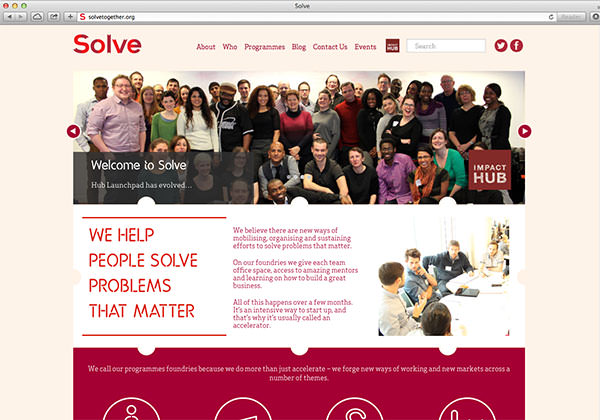 Solve
solvetogether.org
Reader
Solve
About Who Programmes Blog Contact Us Events IMPACT HUB Search
Welcome to Solve
Hub Launchpad has evolved...
IMPACT
HUB
WE HELP
PEOPLE SOLVE
PROBLEMS
THAT MATTER
We believe there are new ways of
mobilising, organising and sustaining
efforts to solve problems that matter.
On our foundries we give each team
office space, access to amazing mentors
and learning on how to build a great
business.
All of this happens over a few months.
It's an intensive way to start up, and
that's why it's usually called an
accelerator.
We call our programmes foundries because we do more than just accelerate – we forge new ways of working and new markets across a
number of themes.